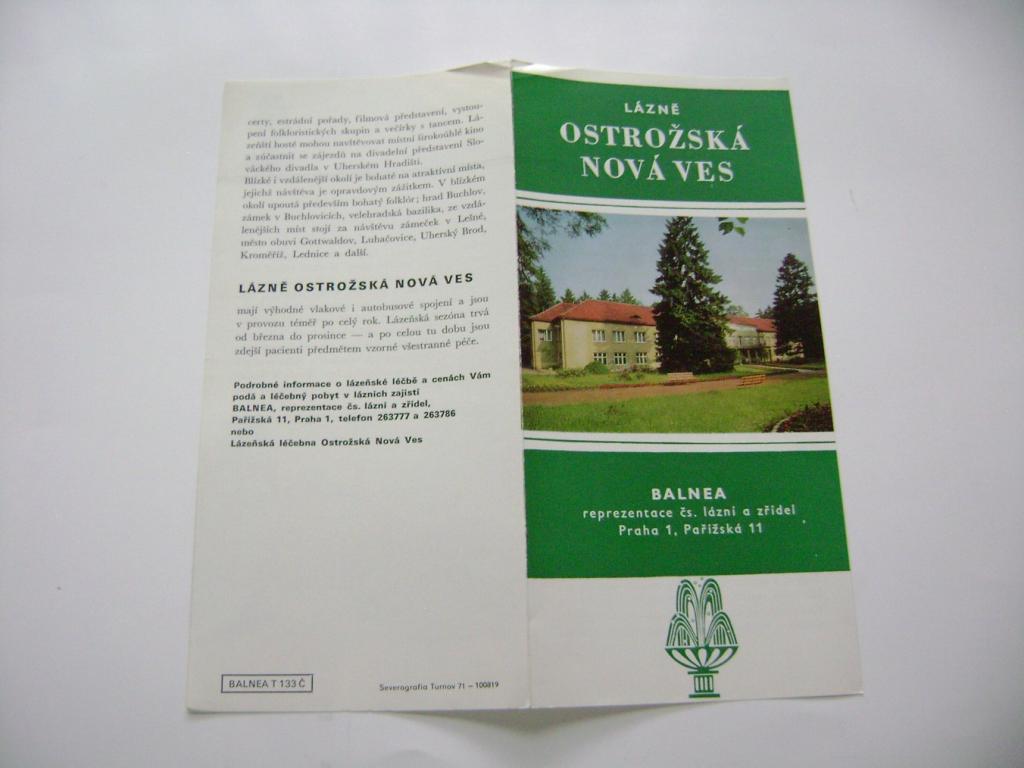 certy, estrádní pořady, filmová představení, vystou-
pení folkloristických skupin a večírky s tancem. Lá-
zeňští hosté mohou navštěvovat místní širokoúhlé kino
a zúčastnit se zájezdů na divadelní představení Slo-
váckého divadla v Uherském Hradišti.
Blízké i vzdálenější okolí je bohaté na atraktivní místa,
jejichž návštěva je opravdovým zážitkem. V blízkém
okolí upoutá především bohatý folklór; hrad Buchlov,
zámek v Buchlovicích, velehradská bazilika, ze vzdá-
lenějších míst stojí za návštěvu zámeček v Lešné,
město obuvi Gottwaldov, Luhačovice, Uherský Brod,
Kroměříž, Lednice a další.
LÁZNĚ OSTROŽSKÁ NOVÁ VES
mají výhodné vlakové i autobusové spojení a jsou
v provozu téměř po celý rok. Lázeňská sezóna trvá
od března do prosince — a po celou tu dobu jsou
zdejší pacienti předmětem vzorné všestranné péče.
Podrobné informace o lázeňské léčbě a cenách Vám
podá a léčebný pobyt v lázních zajistí
BALNEA, reprezentace čs. lázní a zřídel,
Pařížská 11, Praha 1, telefon 263777 a 263786
nebo
Lázeňská léčebna Ostrožská Nová Ves
BALNEA T 133 Č
Severografia Turnov 71 – 100819
LÁZNĚ
OSTROŽSKÁ
NOVÁ VES
BALNEA
reprezentace čs. lázní a zřídel
Praha 1, Pařížská 11